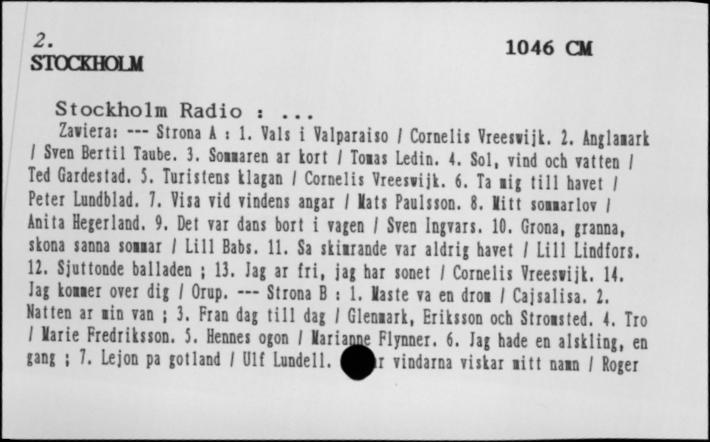 2.
STOCKHOLM
1046 CM
Stockholm Radio : ...
Zawiera: --- Strona A : 1. Vals i Valparaiso / Cornelis Vreeswijk. 2. Anglamark
/ Sven Bertil Taube. 3. Sommaren ar kort / Tomas Ledin. 4. Sol, vind och vatten /
Ted Gardestad. 5. Turistens klagan / Cornelis Vreeswijk. 6. Ta mig till havet /
Peter Lundblad. 7. Visa vid vindens angar / Mats Paulsson. 8. Mitt sommarlov /
Anita Hegerland. 9. Det var dans bort i vagen / Sven Ingvars. 10. Grona, granna,
skona sanna sommar / Lill Babs. 11. Sa skimrande var aldrig havet / Lill Lindfors.
12. Sjuttonde balladen ; 13. Jag ar fri, jag har sonet / Cornelis Vreeswijk. 14.
Jag kommer over dig / Orup. --- Strona B : 1. Maste va en drom / Cajsalisa. 2.
Natten ar min van ; 3. Fran dag till dag / Glenmark, Eriksson och Stromsted. 4. Tro
/ Marie Fredriksson. 5. Hennes ogon / Marianne Flynner. 6. Jag hade en alskling, en
gang ; 7. Lejon pa gotland / Ulf Lundell. vindarna viskar mitt namn / Roger